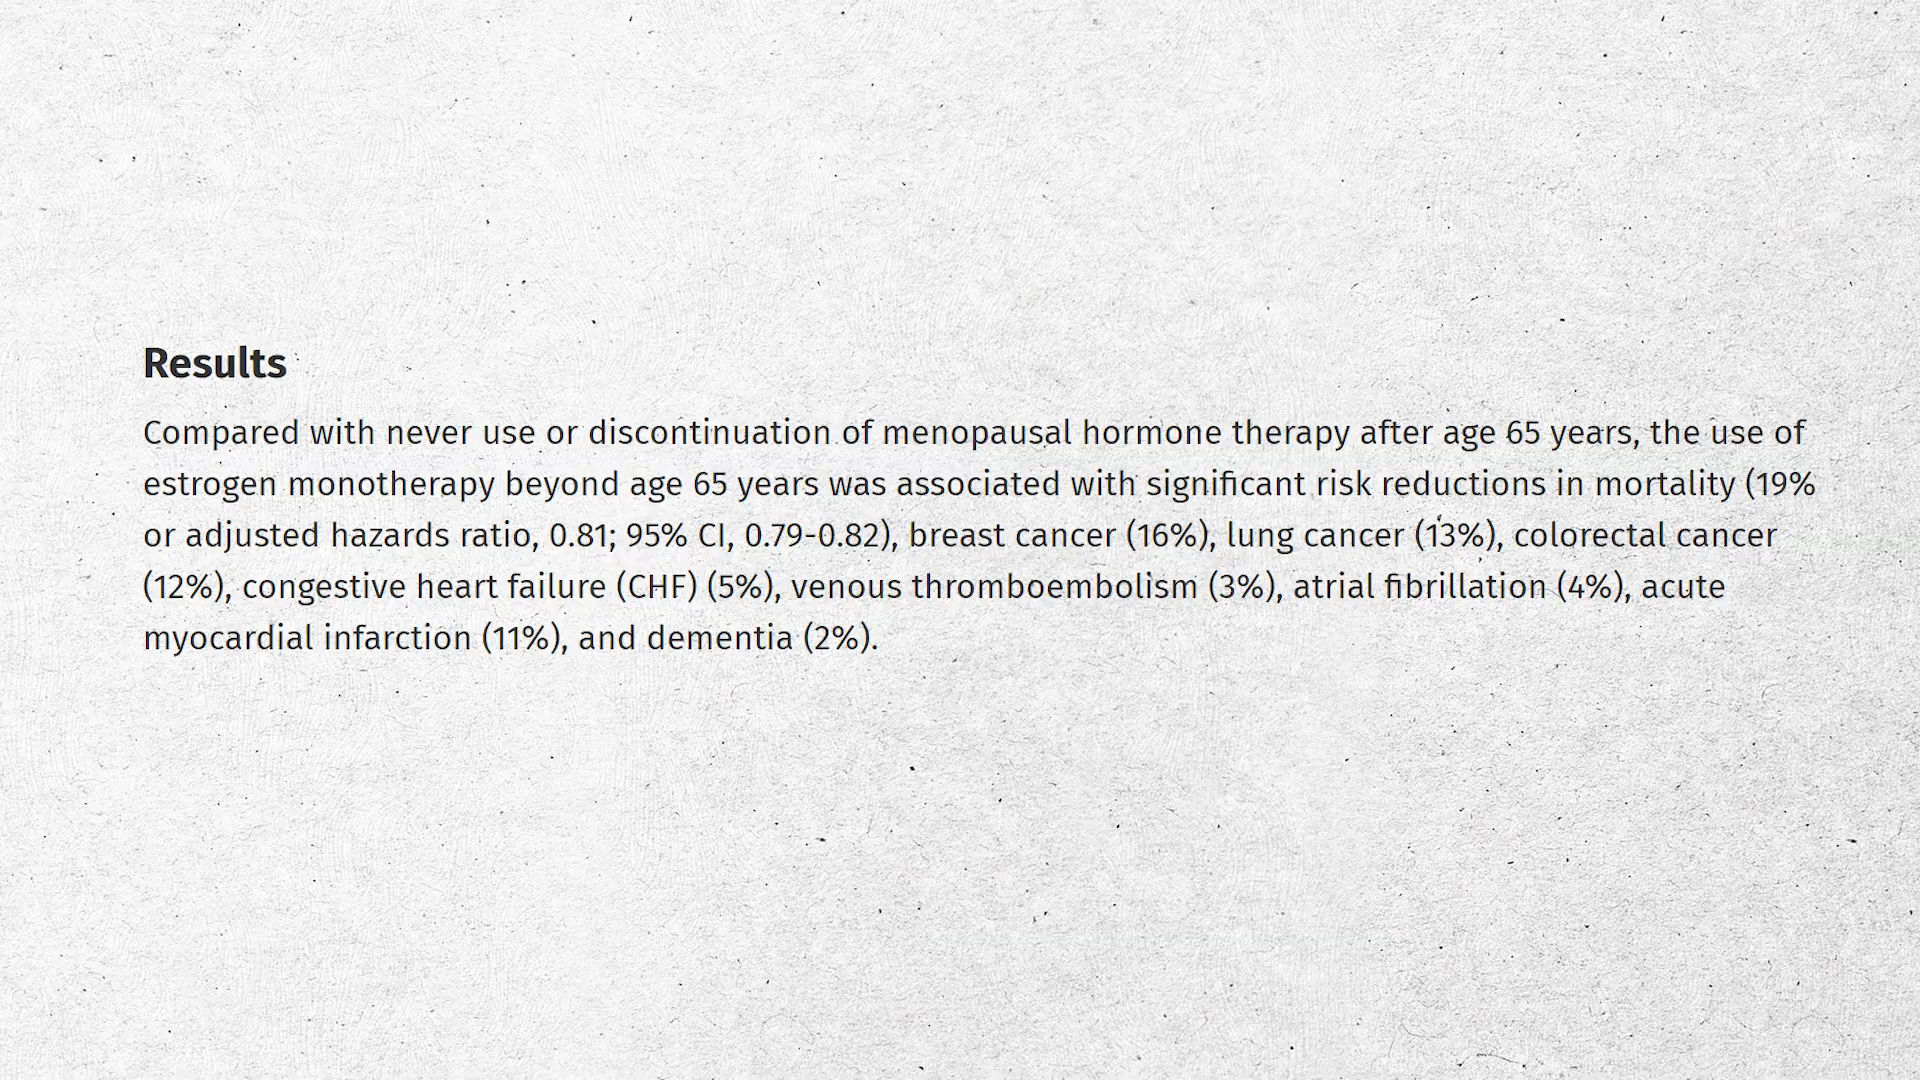 Results
Compared with never use or discontinuation of menopausal hormone therapy after age 65 years, the use of
estrogen monotherapy beyond age 65 years was associated with significant risk reductions in mortality (19%
or adjusted hazards ratio, 0.81; 95% CI, 0.79-0.82), breast cancer (16%), lung cancer (13%), colorectal cancer
(12%), congestive heart failure (CHF) (5%), venous thromboembolism (3%), atrial fibrillation (4%), acute
myocardial infarction (11%), and dementia (2%).